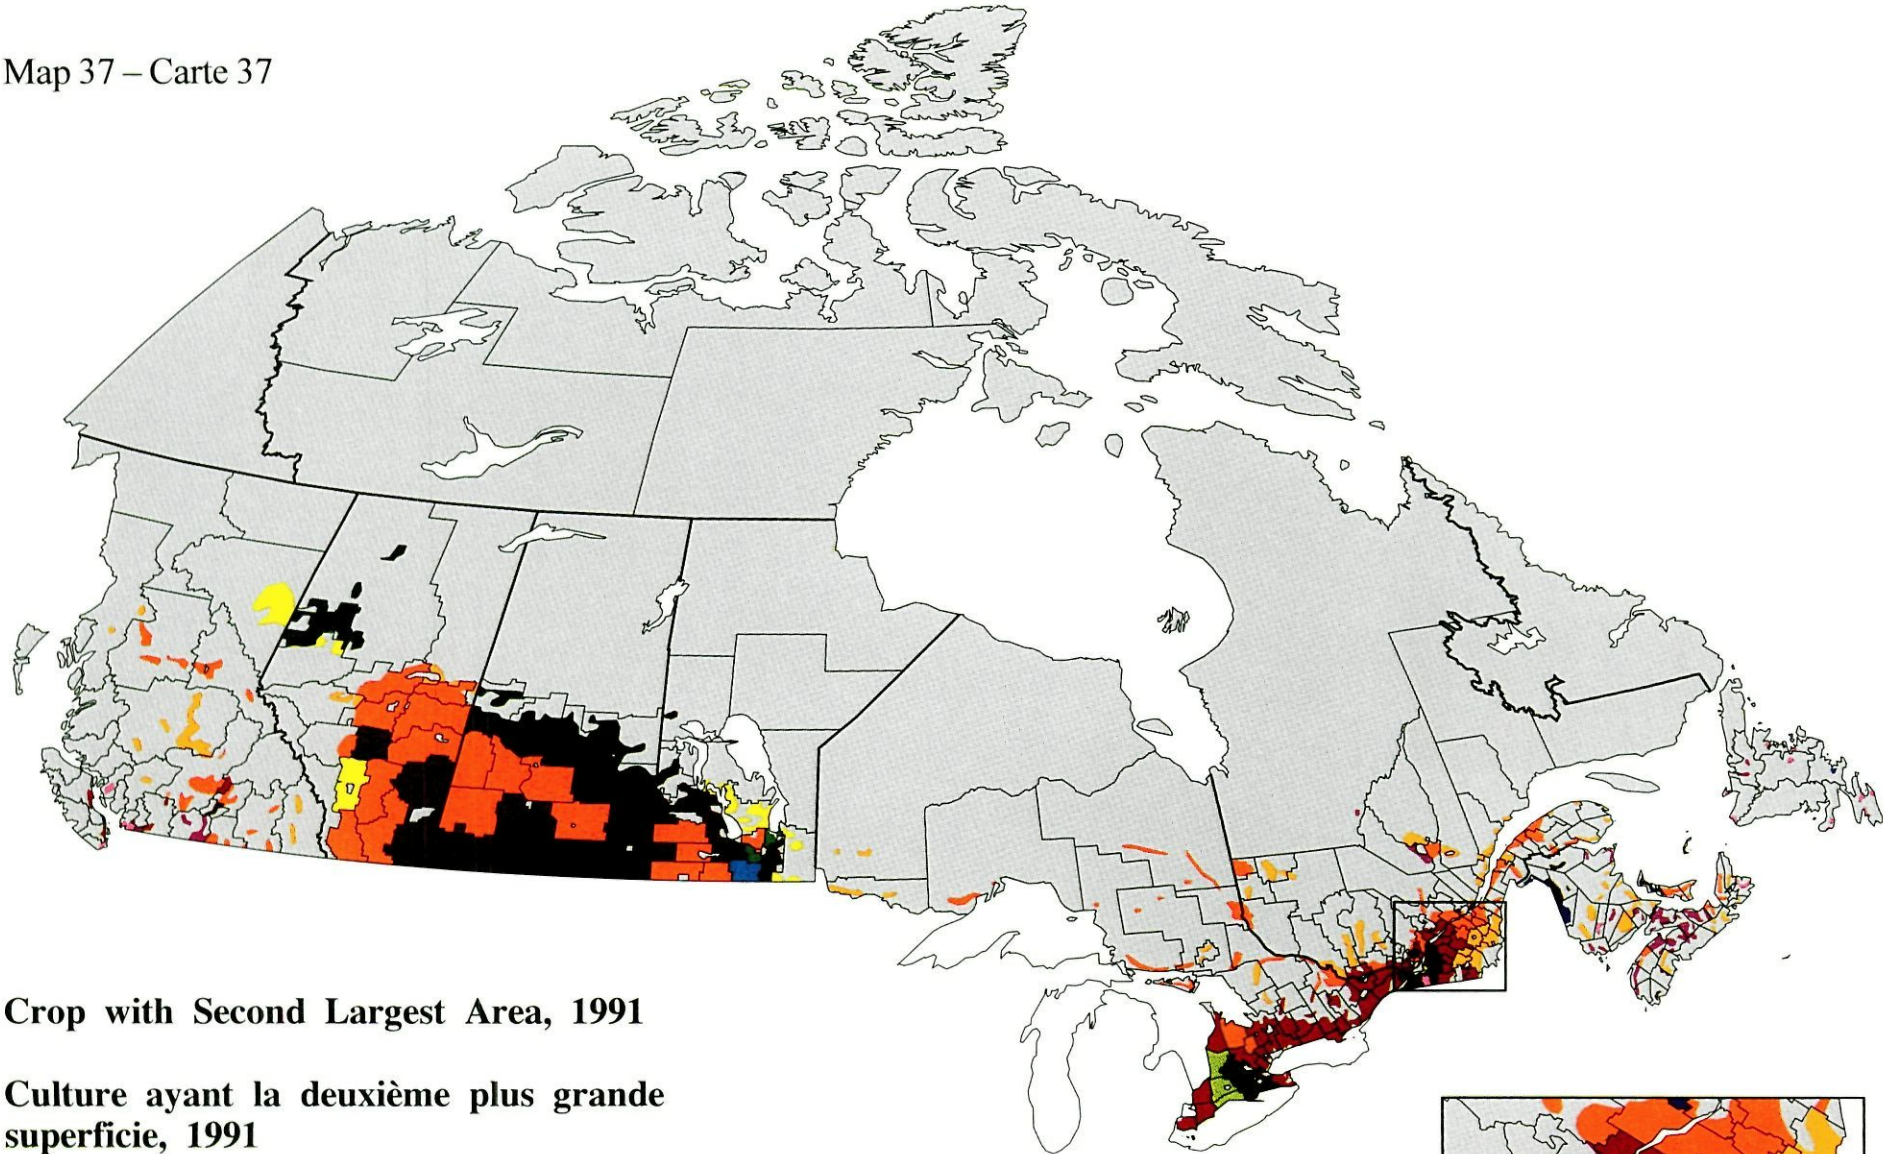 Map 37 – Carte 37
Crop with Second Largest Area, 1991
Culture ayant la deuxième plus grande
superficie, 1991